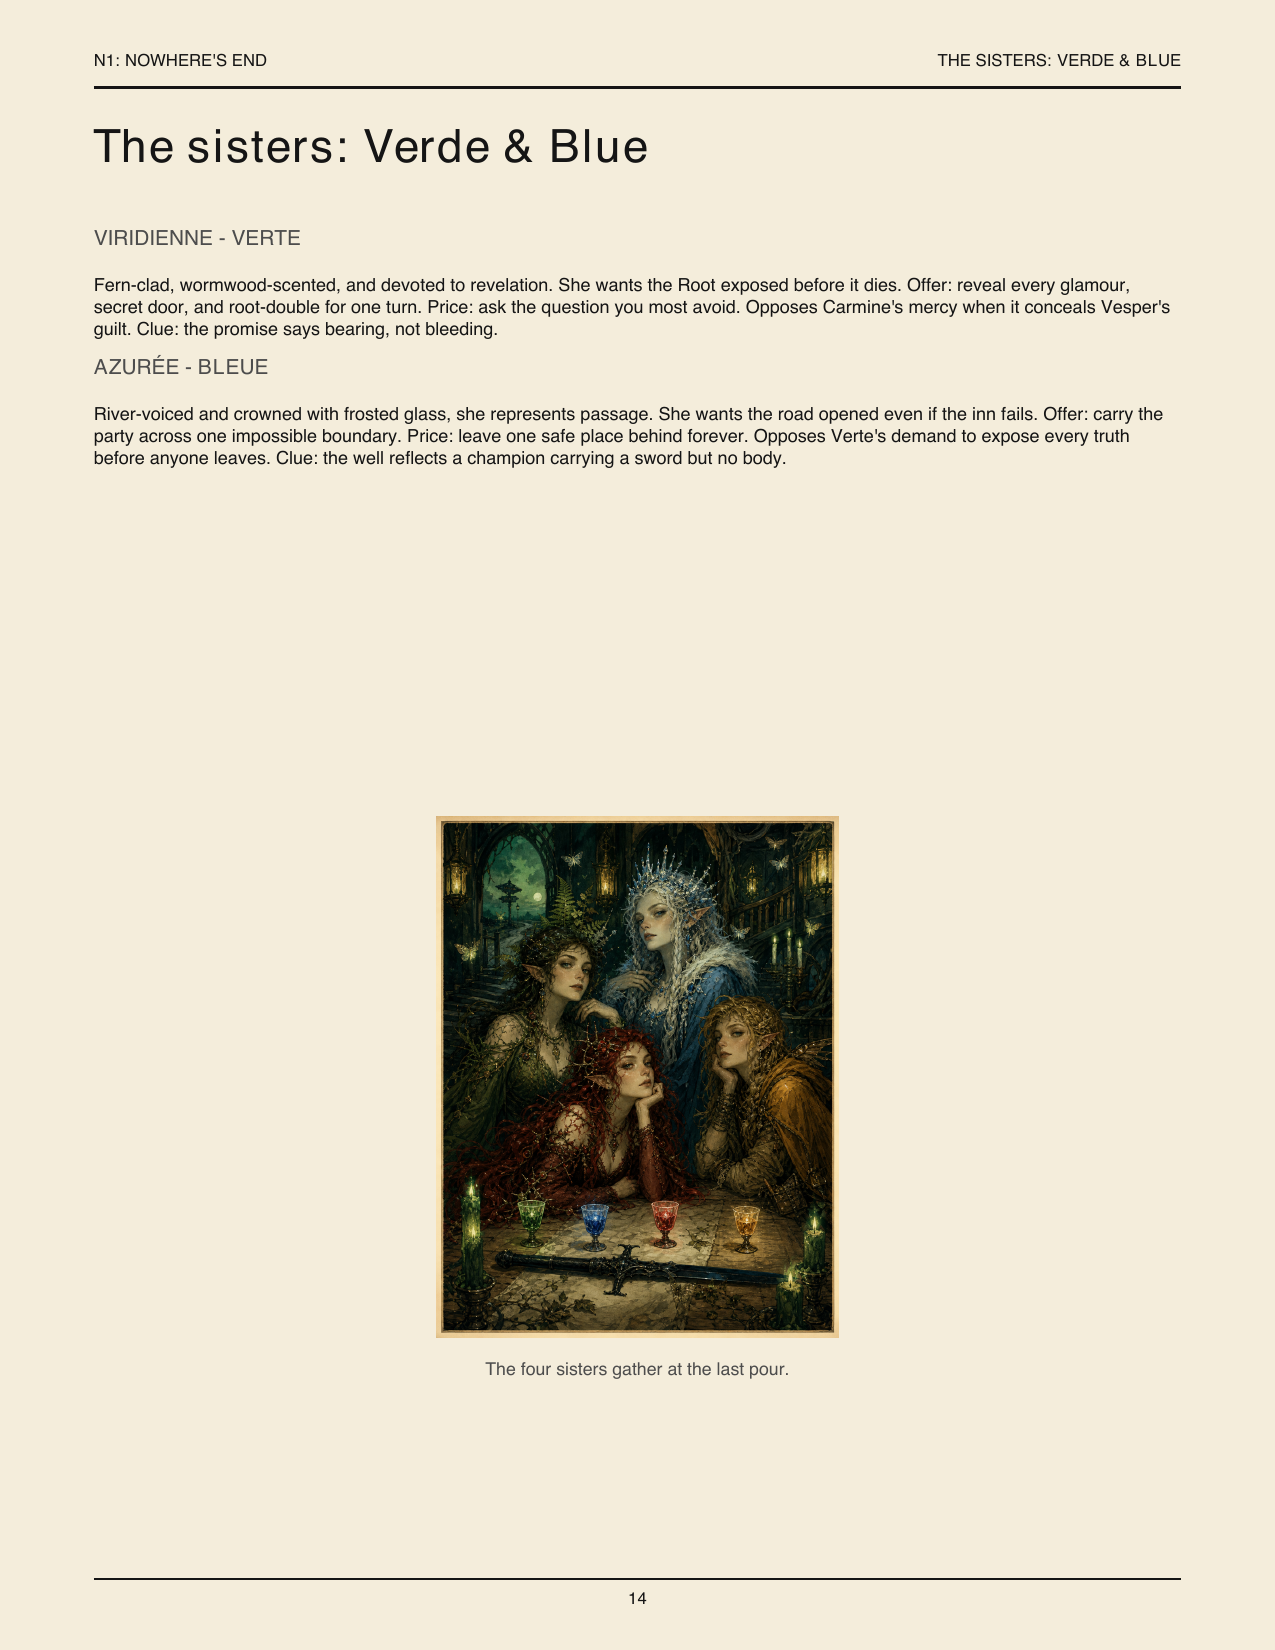 N1: NOWHERE'S END
THE SISTERS: VERDE & BLUE
The sisters: Verde & Blue
VIRIDIENNE - VERTE
Fern-clad, wormwood-scented, and devoted to revelation. She wants the Root exposed before it dies. Offer: reveal every glamour,
secret door, and root-double for one turn. Price: ask the question you most avoid. Opposes Carmine's mercy when it conceals Vesper's
guilt. Clue: the promise says bearing, not bleeding.
AZURÉE - BLEUE
River-voiced and crowned with frosted glass, she represents passage. She wants the road opened even if the inn fails. Offer: carry the
party across one impossible boundary. Price: leave one safe place behind forever. Opposes Verte's demand to expose every truth
before anyone leaves. Clue: the well reflects a champion carrying a sword but no body.
The four sisters gather at the last pour.
14